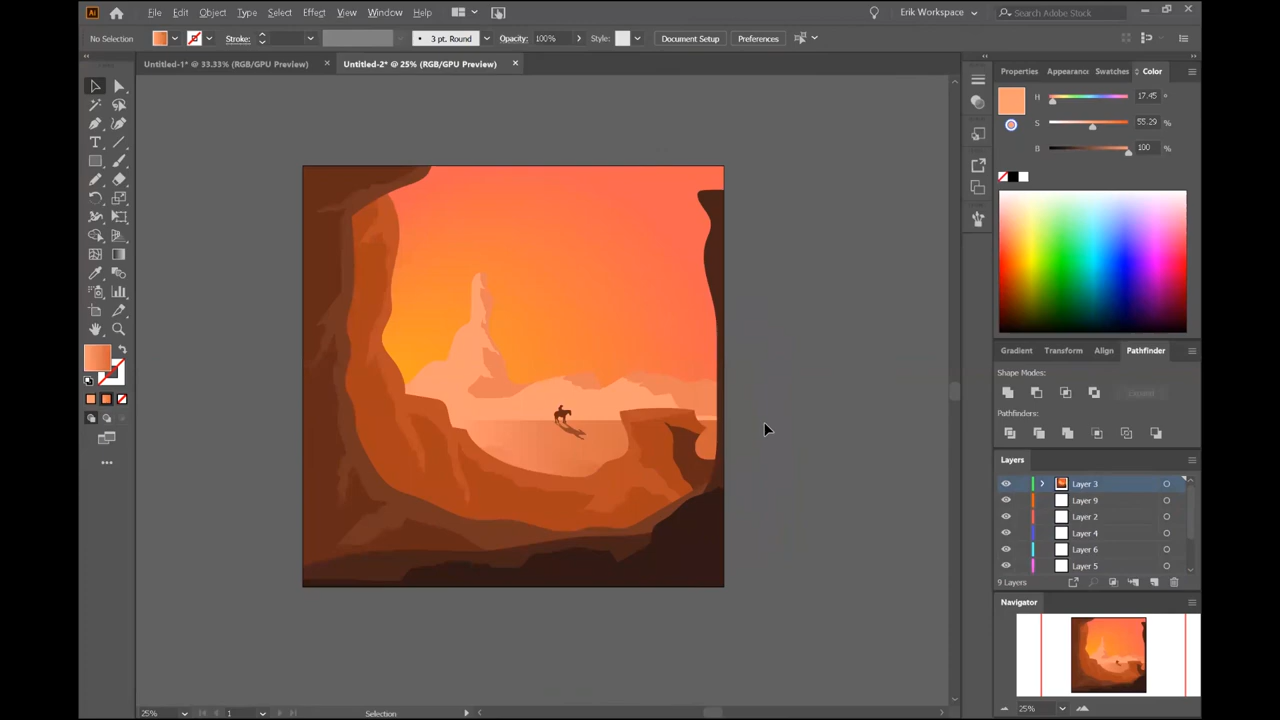 Ai File Edit Object Type Select Effect View Window Help Erik Workspace Search Adobe Stock
No Selection Stroke: 3 pt. Round Opacity: 100% Style: Document Setup Preferences
Untitled-1* @ 33.33% (RGB/GPU Preview) × Untitled-2* @ 25% (RGB/GPU Preview) ×
Properties Appearance Swatches Color
H 17.45 °
S 55.29 %
B 100 %
Gradient Transform Align Pathfinder
Shape Modes:
Pathfinders:
Layers
Layer 3
Layer 9
Layer 2
Layer 4
Layer 6
Layer 5
9 Layers
Navigator
25%
25% 1 Selection